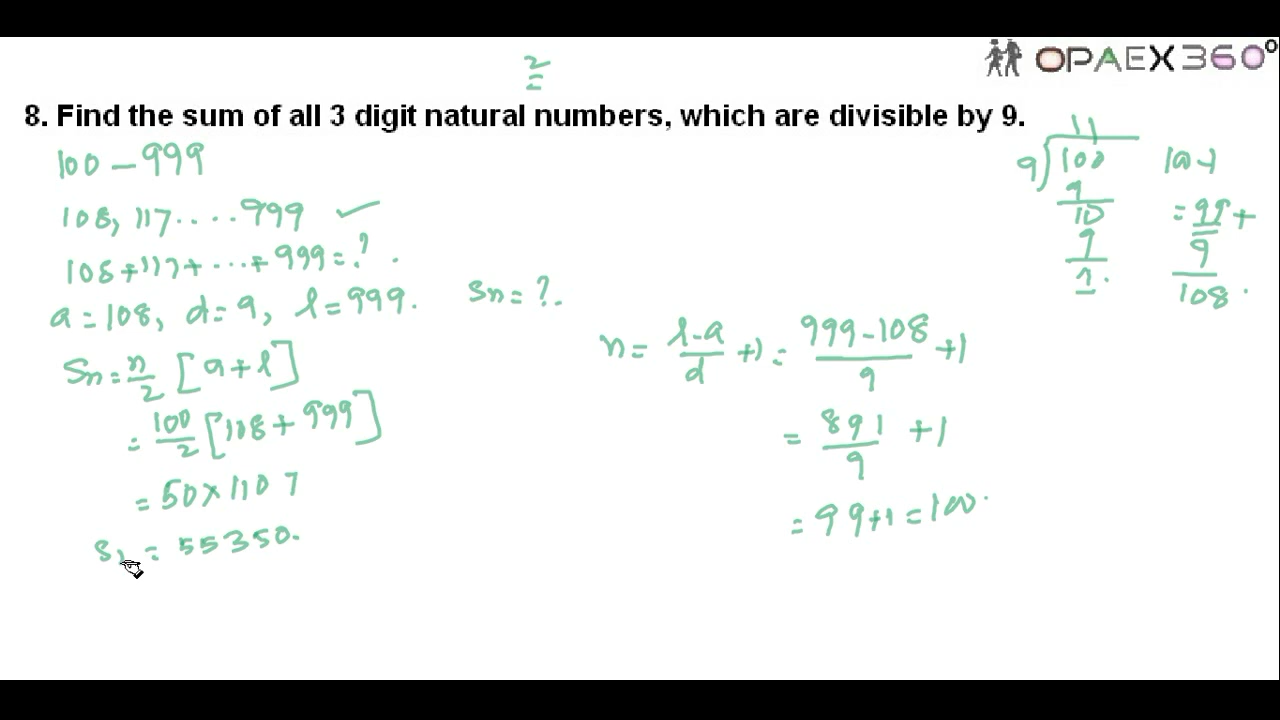 OPAEX360°
2
8. Find the sum of all 3 digit natural numbers, which are divisible by 9.
100 - 999
108, 117.....999 ✓
108+117+...+999=?.
a=108, d=9, l=999.
Sn=?.
Sn=n/2 [a+l]
=100/2 [108+999]
=50×1107
=55350.
n= l-a/d +1 = 999-108/9 +1
= 891/9 +1
= 99+1=100.
11
9)100
9
10
9
1.
100-1
=99+
9
108.